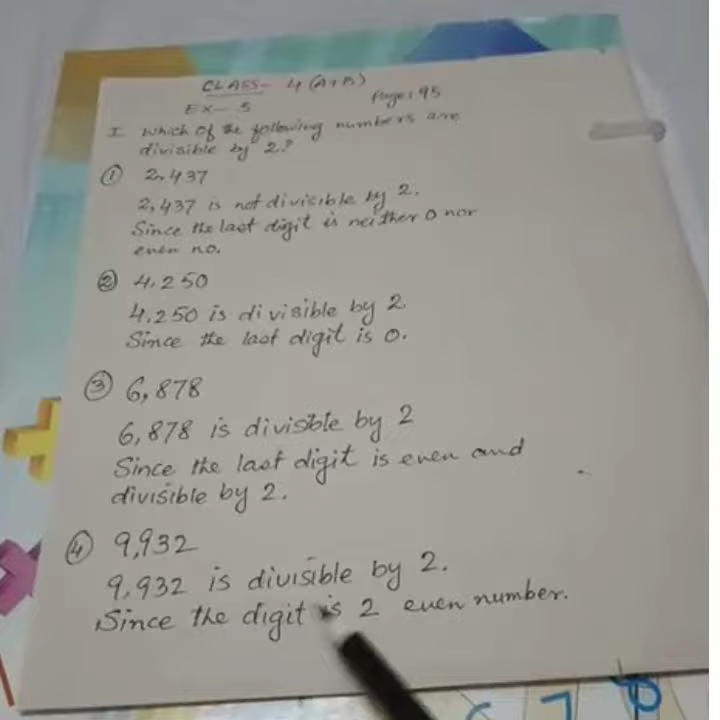 CLASS- 4 (A+B)
EX- 5 Page: 95
I. Which of the following numbers are
divisible by 2?
① 2,437
2,437 is not divisible by 2.
Since the last digit is neither 0 nor
even no.
② 4,250
4,250 is divisible by 2.
Since the last digit is 0.
③ 6,878
6,878 is divisible by 2
Since the last digit is even and
divisible by 2.
④ 9,932
9,932 is divisible by 2.
Since the digit is 2 even number.
7